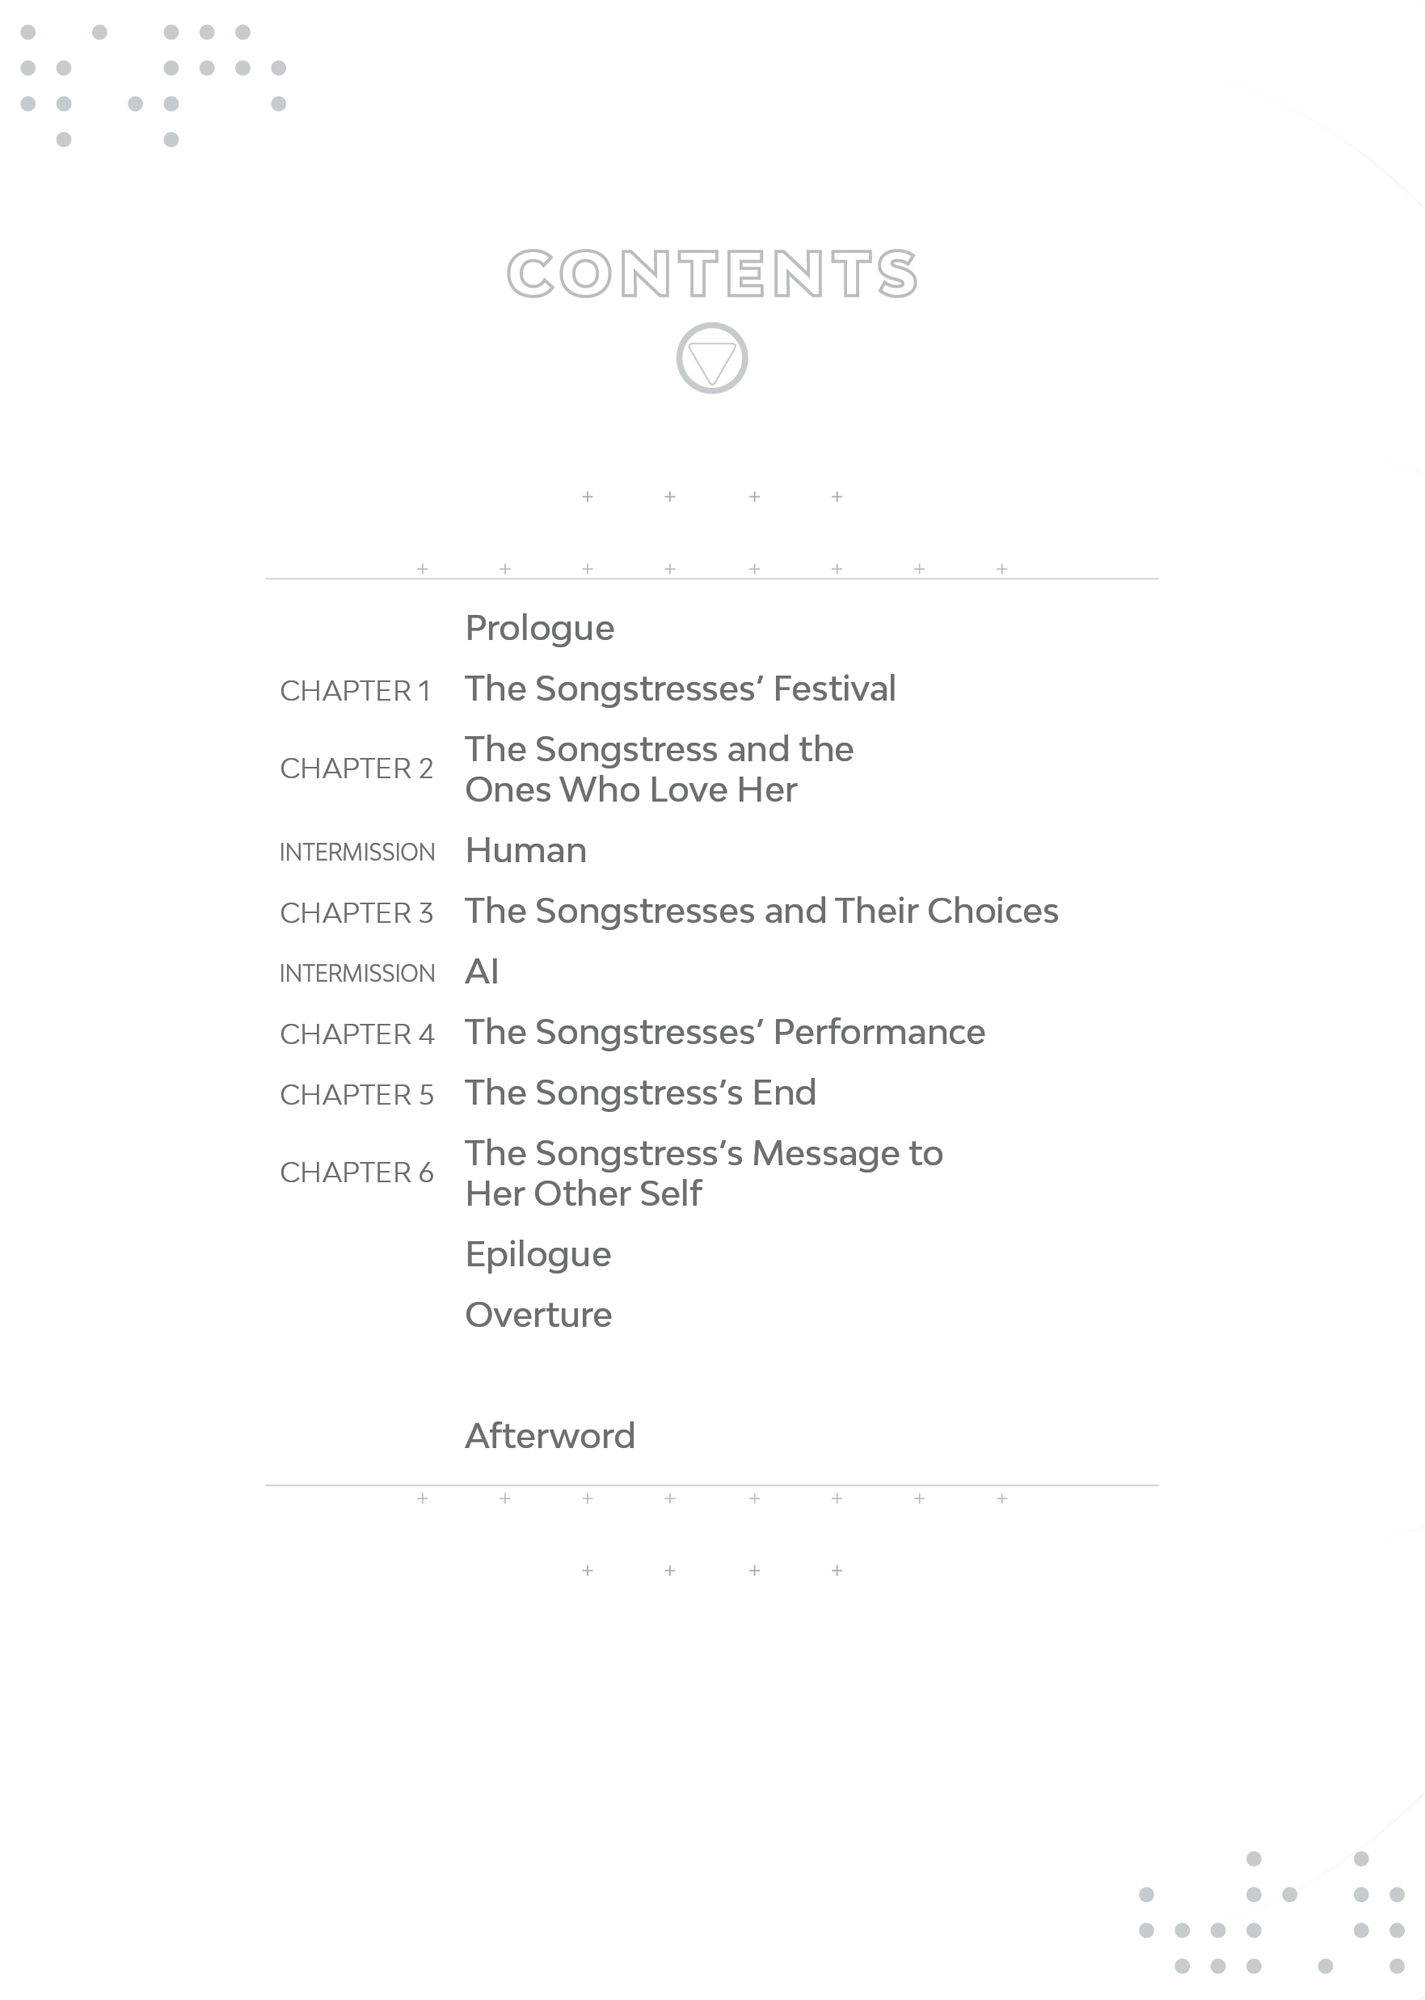 CONTENTS
Prologue
CHAPTER 1 The Songstresses’ Festival
CHAPTER 2 The Songstress and the
Ones Who Love Her
INTERMISSION Human
CHAPTER 3 The Songstresses and Their Choices
INTERMISSION AI
CHAPTER 4 The Songstresses’ Performance
CHAPTER 5 The Songstress’s End
CHAPTER 6 The Songstress’s Message to
Her Other Self
Epilogue
Overture
Afterword